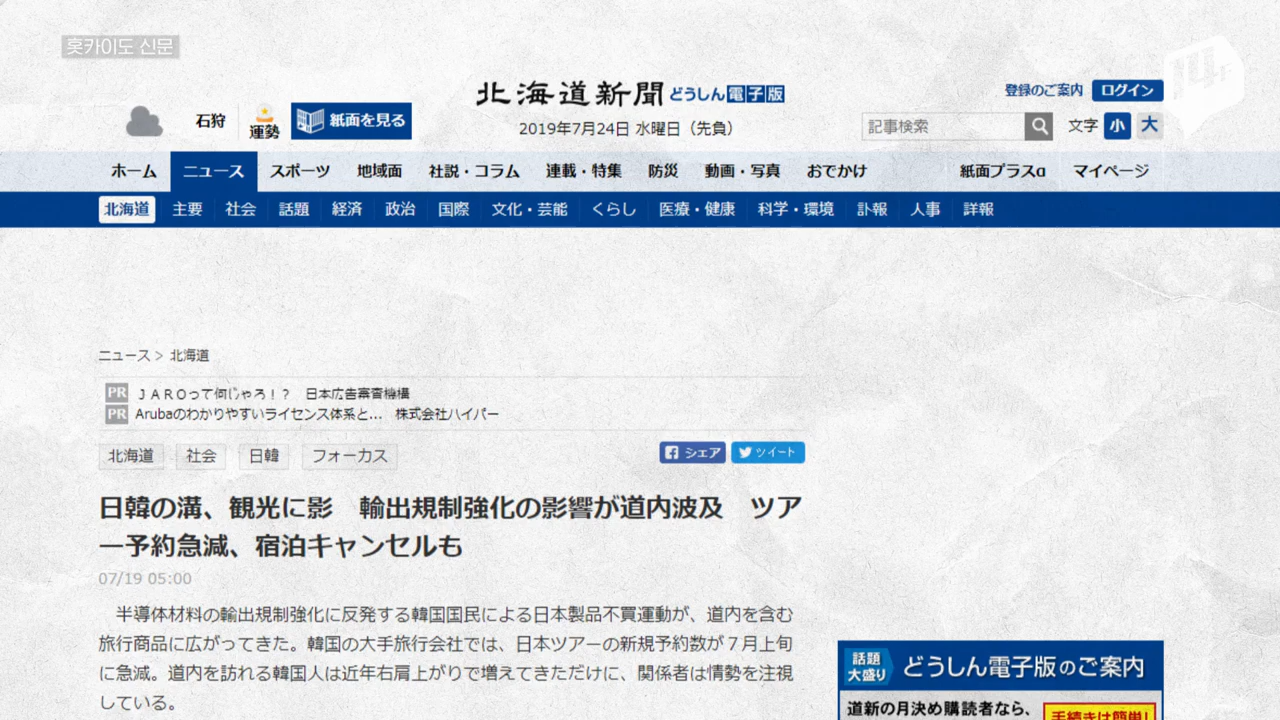 홋카이도 신문
北海道新聞 どうしん電子版
2019年7月24日 水曜日（先負）
石狩
運勢
紙面を見る
登録のご案内 ログイン
記事検索 文字 小 大
ホーム ニュース スポーツ 地域面 社説・コラム 連載・特集 防災 動画・写真 おでかけ 紙面プラスα マイページ
北海道 主要 社会 話題 経済 政治 国際 文化・芸能 くらし 医療・健康 科学・環境 訃報 人事 詳報
ニュース > 北海道
PR ＪＡＲＯって何じゃろ！？ 日本広告審査機構
PR Arubaのわかりやすいライセンス体系と... 株式会社ハイパー
北海道 社会 日韓 フォーカス
シェア ツイート
日韓の溝、観光に影 輸出規制強化の影響が道内波及 ツア
ー予約急減、宿泊キャンセルも
07/19 05:00
半導体材料の輸出規制強化に反発する韓国国民による日本製品不買運動が、道内を含む
旅行商品に広がってきた。韓国の大手旅行会社では、日本ツアーの新規予約数が７月上旬
に急減。道内を訪れる韓国人は近年右肩上がりで増えてきただけに、関係者は情勢を注視
している。
話題
大盛り
どうしん電子版のご案内
道新の月決め購読者なら、
手続きは簡単!